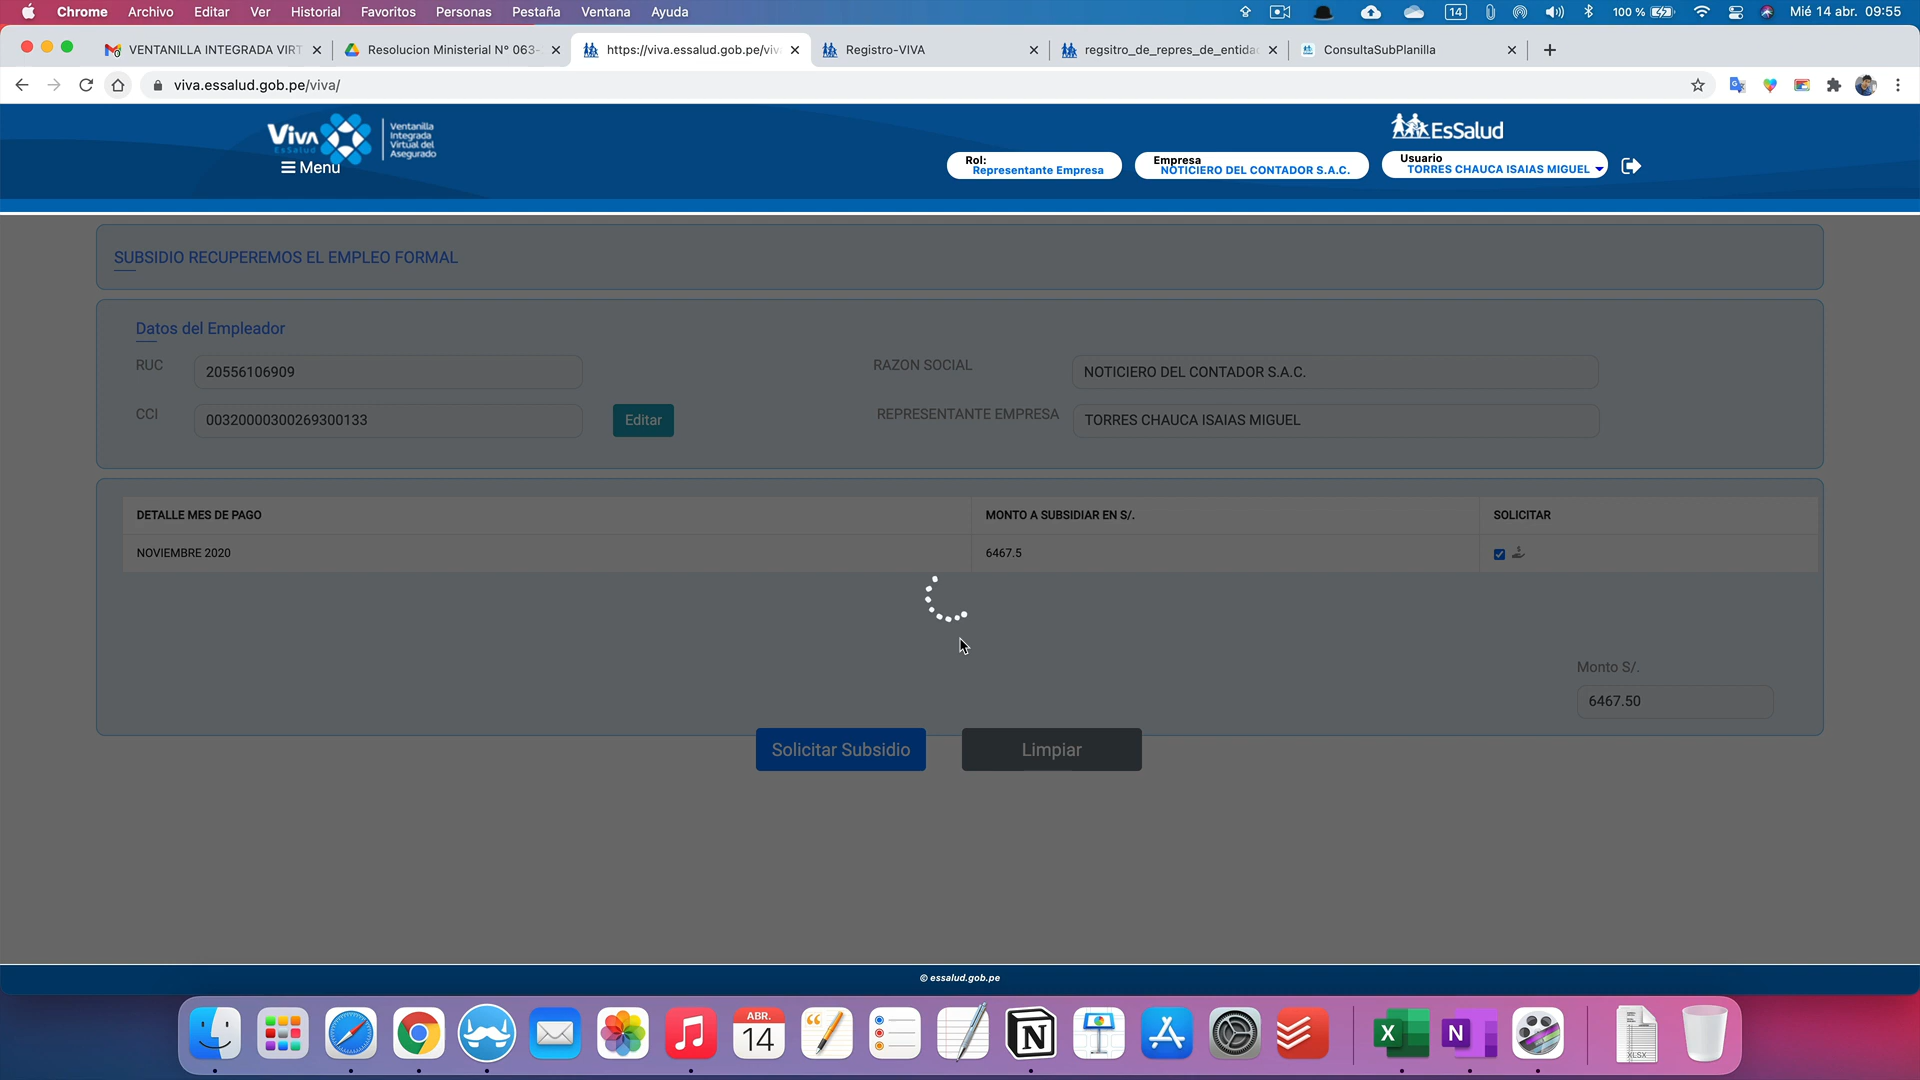 Chrome Archivo Editar Ver Historial Favoritos Personas Pestaña Ventana Ayuda
14 100 % Mié 14 abr. 09:55
VENTANILLA INTEGRADA VIRT
Resolucion Ministerial N° 063-
https://viva.essalud.gob.pe/viv
Registro-VIVA
regsitro_de_repres_de_entida
ConsultaSubPlanilla
viva.essalud.gob.pe/viva/
Viva
EsSalud
Ventanilla
Integrada
Virtual del
Asegurado
EsSalud
Menu
Rol:
Representante Empresa
Empresa
NOTICIERO DEL CONTADOR S.A.C.
Usuario
TORRES CHAUCA ISAIAS MIGUEL
SUBSIDIO RECUPEREMOS EL EMPLEO FORMAL
Datos del Empleador
RUC 20556106909 RAZON SOCIAL NOTICIERO DEL CONTADOR S.A.C.
CCI 00320000300269300133 Editar REPRESENTANTE EMPRESA TORRES CHAUCA ISAIAS MIGUEL
DETALLE MES DE PAGO MONTO A SUBSIDIAR EN S/. SOLICITAR
NOVIEMBRE 2020 6467.5
Monto S/.
6467.50
Solicitar Subsidio Limpiar
© essalud.gob.pe
ABR.
14
N
X
N
XLSX